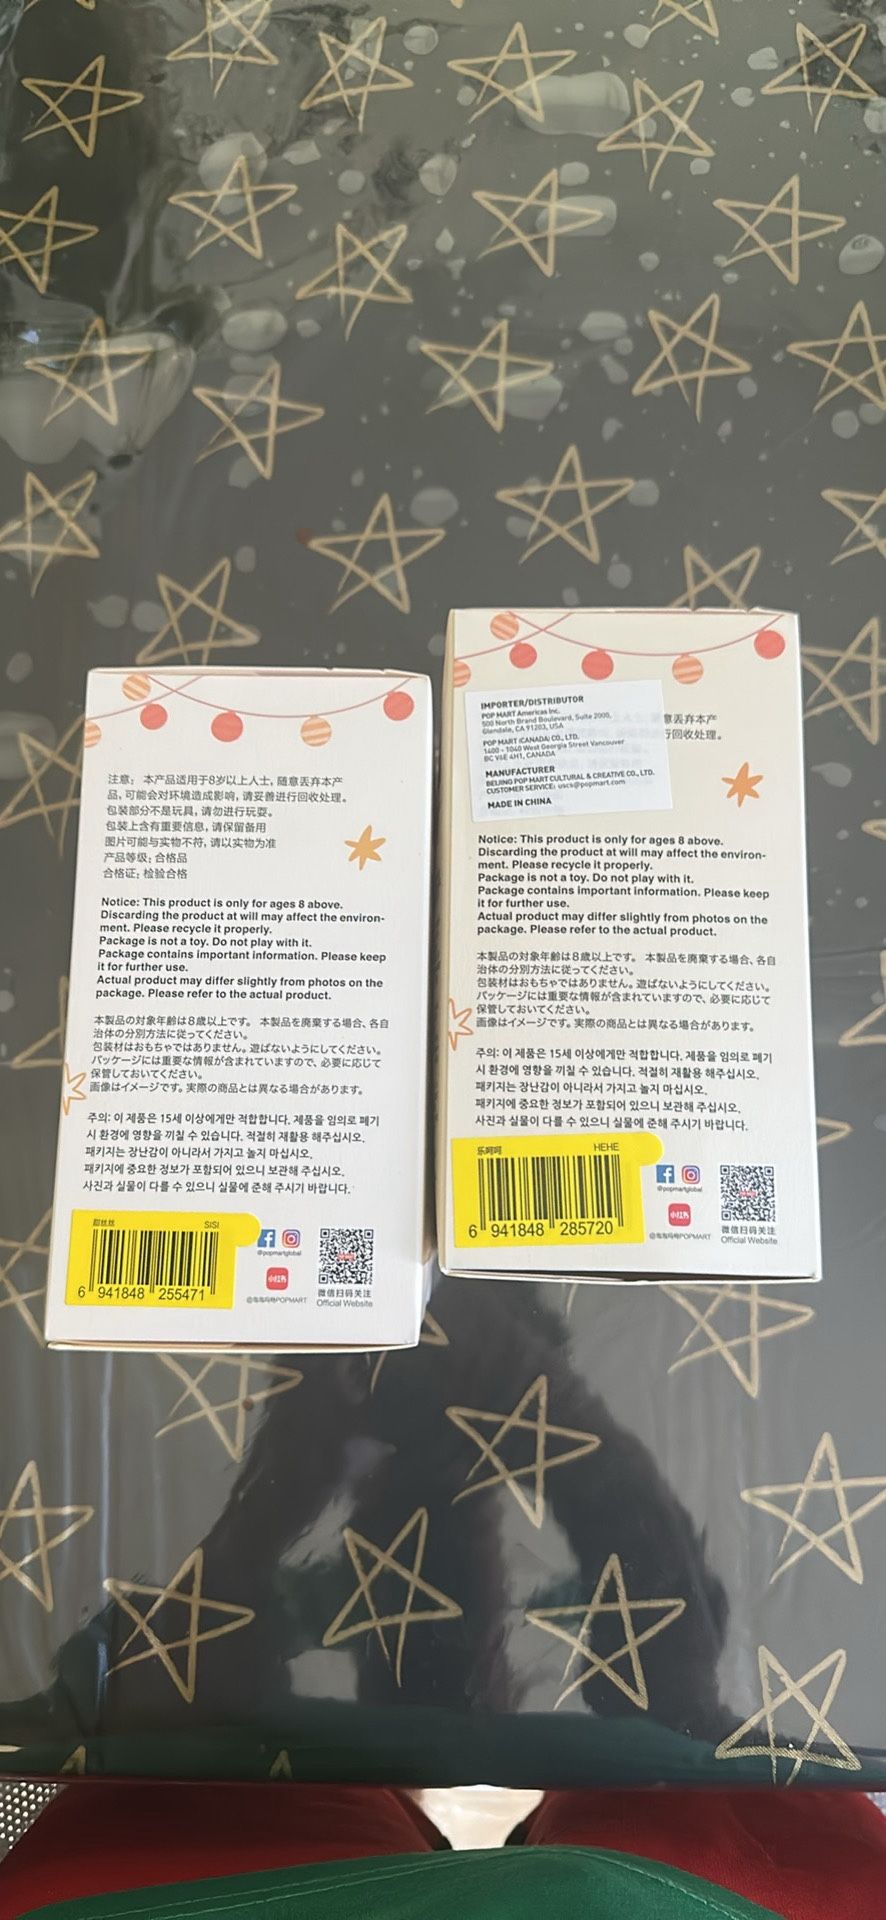 注意：本产品适用于8岁以上人士，随意丢弃本产
品，可能会对环境造成影响，请妥善进行回收处理。
包装部分不是玩具，请勿进行玩耍。
包装上含有重要信息，请保留备用
图片可能与实物不符，请以实物为准
产品等级：合格品
合格证：检验合格
Notice: This product is only for ages 8 above.
Discarding the product at will may affect the environ-
ment. Please recycle it properly.
Package is not a toy. Do not play with it.
Package contains important information. Please keep
it for further use.
Actual product may differ slightly from photos on the
package. Please refer to the actual product.
本製品の対象年齢は8歳以上です。本製品を廃棄する場合、各自
治体の分別方法に従ってください。
包装材はおもちゃではありません。遊ばないようにしてください。
パッケージには重要な情報が含まれていますので、必要に応じて
保管しておいてください。
画像はイメージです。実際の商品とは異なる場合があります。
주의: 이 제품은 15세 이상에게만 적합합니다. 제품을 임의로 폐기
시 환경에 영향을 끼칠 수 있습니다. 적절히 재활용 해주십시오.
패키지는 장난감이 아니라서 가지고 놀지 마십시오.
패키지에 중요한 정보가 포함되어 있으니 보관해 주십시오.
사진과 실물이 다를 수 있으니 실물에 준해 주시기 바랍니다.
甜丝丝 SISI
6 941848 255471
@popmartglobal
小红书
POPMART
微信扫码关注
Official Website
IMPORTER/DISTRIBUTOR
POP MART Americas Inc.
500 North Brand Boulevard, Suite 2000,
Glendale, CA 91203, USA
POP MART (CANADA) CO., LTD.
1400 - 1040 West Georgia Street Vancouver
BC V6E 4H1, CANADA
MANUFACTURER
BEIJING POP MART CULTURAL & CREATIVE CO., LTD.
CUSTOMER SERVICE: uscs@popmart.com
MADE IN CHINA
意丢弃本产
行回收处理。
Notice: This product is only for ages 8 above.
Discarding the product at will may affect the environ-
ment. Please recycle it properly.
Package is not a toy. Do not play with it.
Package contains important information. Please keep
it for further use.
Actual product may differ slightly from photos on the
package. Please refer to the actual product.
本製品の対象年齢は8歳以上です。本製品を廃棄する場合、各自
治体の分別方法に従ってください。
包装材はおもちゃではありません。遊ばないようにしてください。
パッケージには重要な情報が含まれていますので、必要に応じて
保管しておいてください。
画像はイメージです。実際の商品とは異なる場合があります。
주의: 이 제품은 15세 이상에게만 적합합니다. 제품을 임의로 폐기
시 환경에 영향을 끼칠 수 있습니다. 적절히 재활용 해주십시오.
패키지는 장난감이 아니라서 가지고 놀지 마십시오.
패키지에 중요한 정보가 포함되어 있으니 보관해 주십시오.
사진과 실물이 다를 수 있으니 실물에 준해 주시기 바랍니다.
乐呵呵 HEHE
6 941848 285720
@popmartglobal
小红书
POPMART
微信扫码关注
Official Website